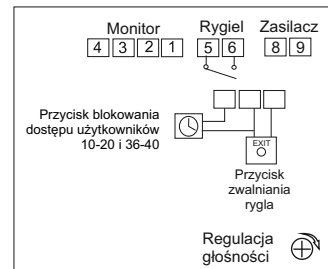 Monitor Rygiel Zasilacz
4 3 2 1 5 6 8 9
Przycisk blokowania
dostępu użytkowników
10-20 i 36-40
EXIT
Przycisk
zwalniania
rygla
Regulacja
głośności